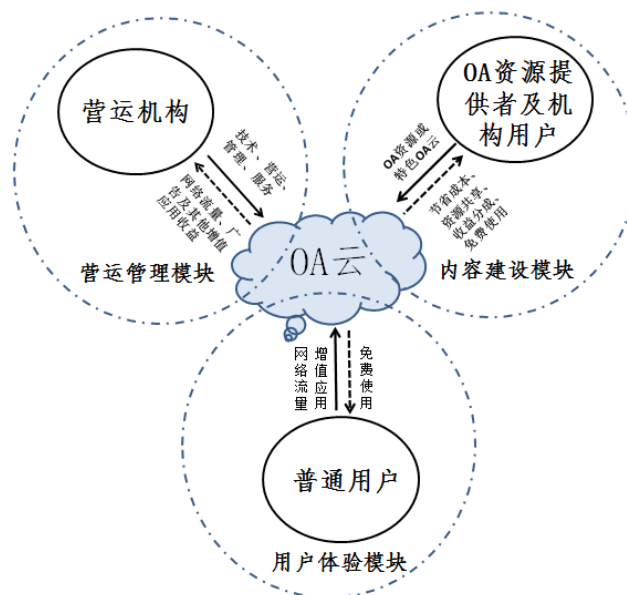 营运机构
OA资源提
供者及机
构用户
技术、营运、
管理、服务
网络流量、广
告及其他增值
应用收益
OA资源或
特色OA云
节省成本、
资源共享、
收益分成、
免费使用
OA云
营运管理模块
内容建设模块
网络流量
增值应用
免费使用
普通用户
用户体验模块